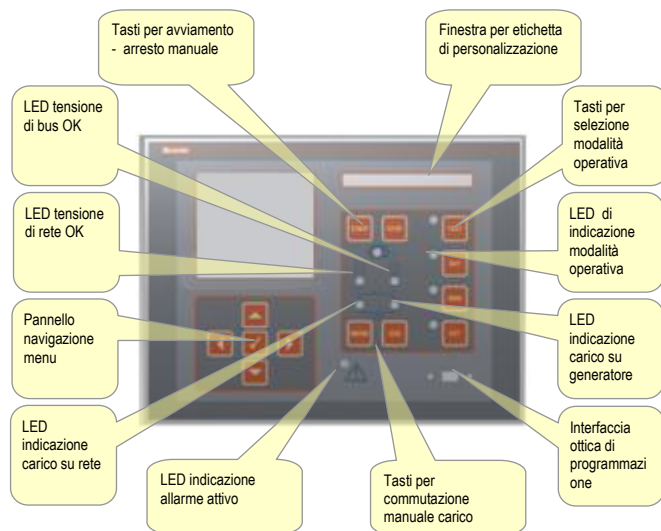 Tasti per avviamento
- arresto manuale
Finestra per etichetta
di personalizzazione
LED tensione
di bus OK
Tasti per
selezione
modalità
operativa
LED tensione
di rete OK
LED di
indicazione
modalità
operativa
Pannello
navigazione
menu
LED
indicazione
carico su
generatore
LED
indicazione
carico su rete
LED indicazione
allarme attivo
Tasti per
commutazione
manuale carico
Interfaccia
ottica di
programmazi
one
START